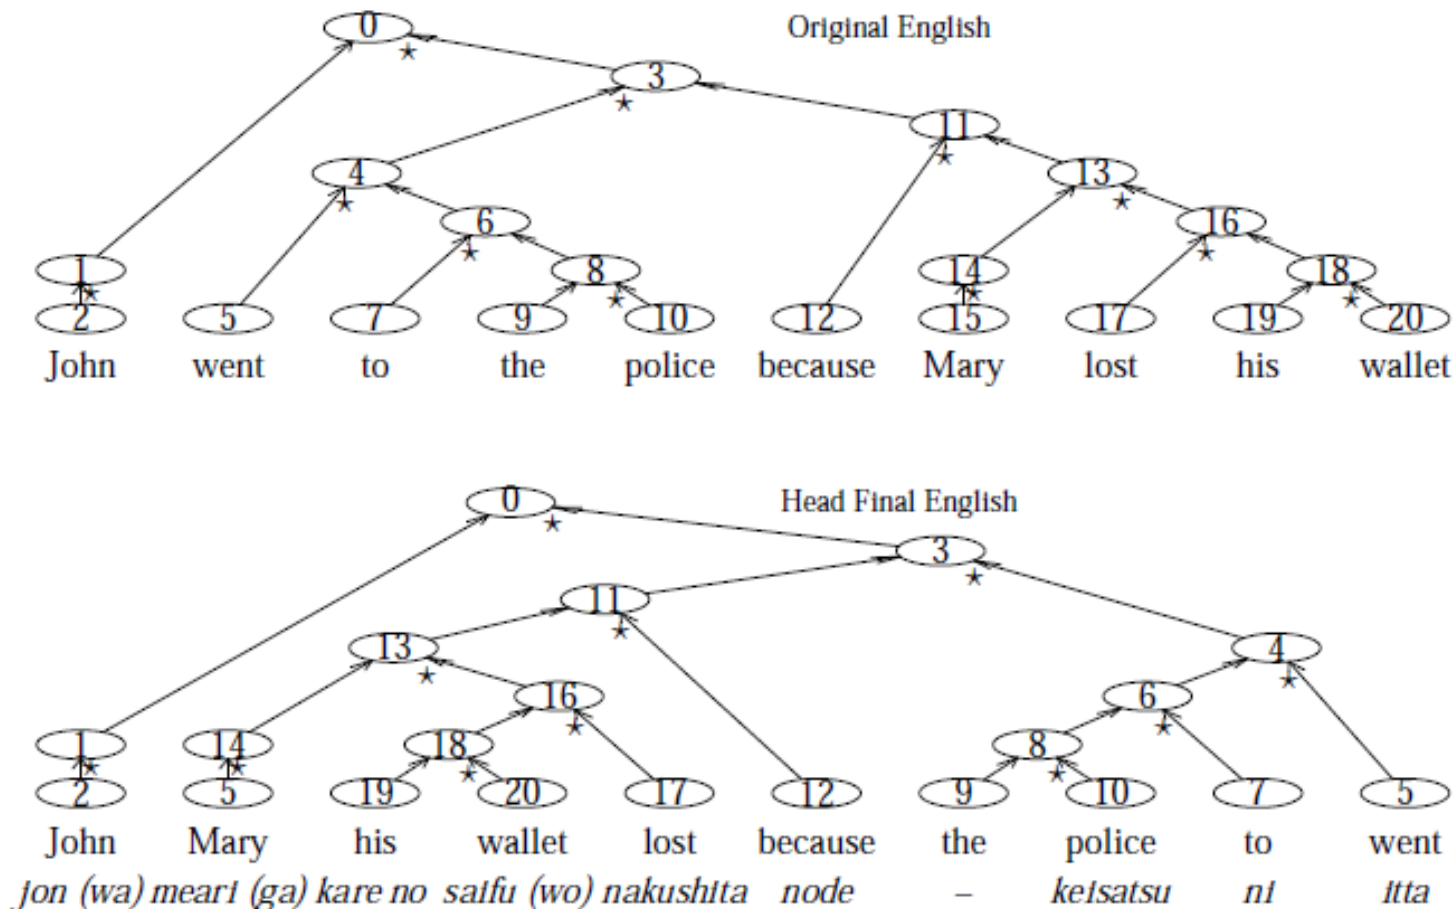 0 Original English
3
11
4 13
6 16
1 8 14 18
2 5 7 9 10 12 15 17 19 20
John went to the police because Mary lost his wallet
0 Head Final English
3
11
13 4
16 6
1 14 18 8
2 5 19 20 17 12 9 10 7 5
John Mary his wallet lost because the police to went
jon (wa) meari (ga) kare no saifu (wo) nakushita node – keisatsu ni itta